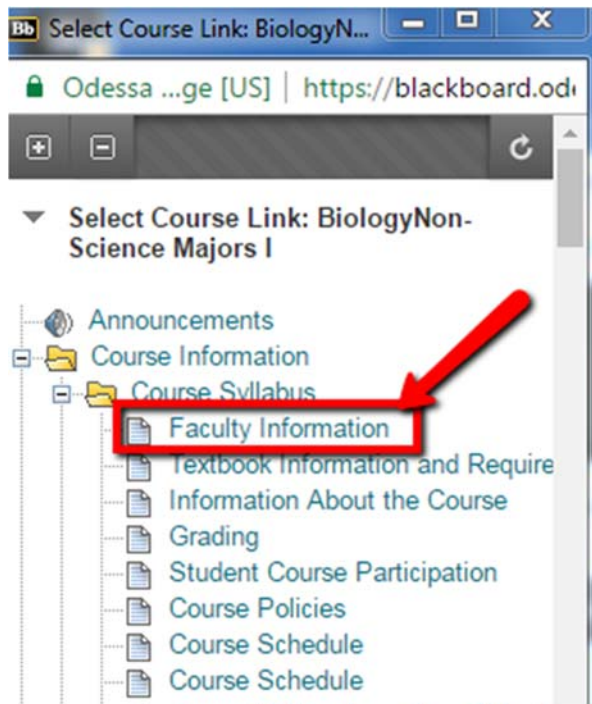 Bb Select Course Link: BiologyN...
Odessa ...ge [US] | https://blackboard.od
Select Course Link: BiologyNon-
Science Majors I
Announcements
Course Information
Course Syllabus
Faculty Information
Textbook Information and Require
Information About the Course
Grading
Student Course Participation
Course Policies
Course Schedule
Course Schedule